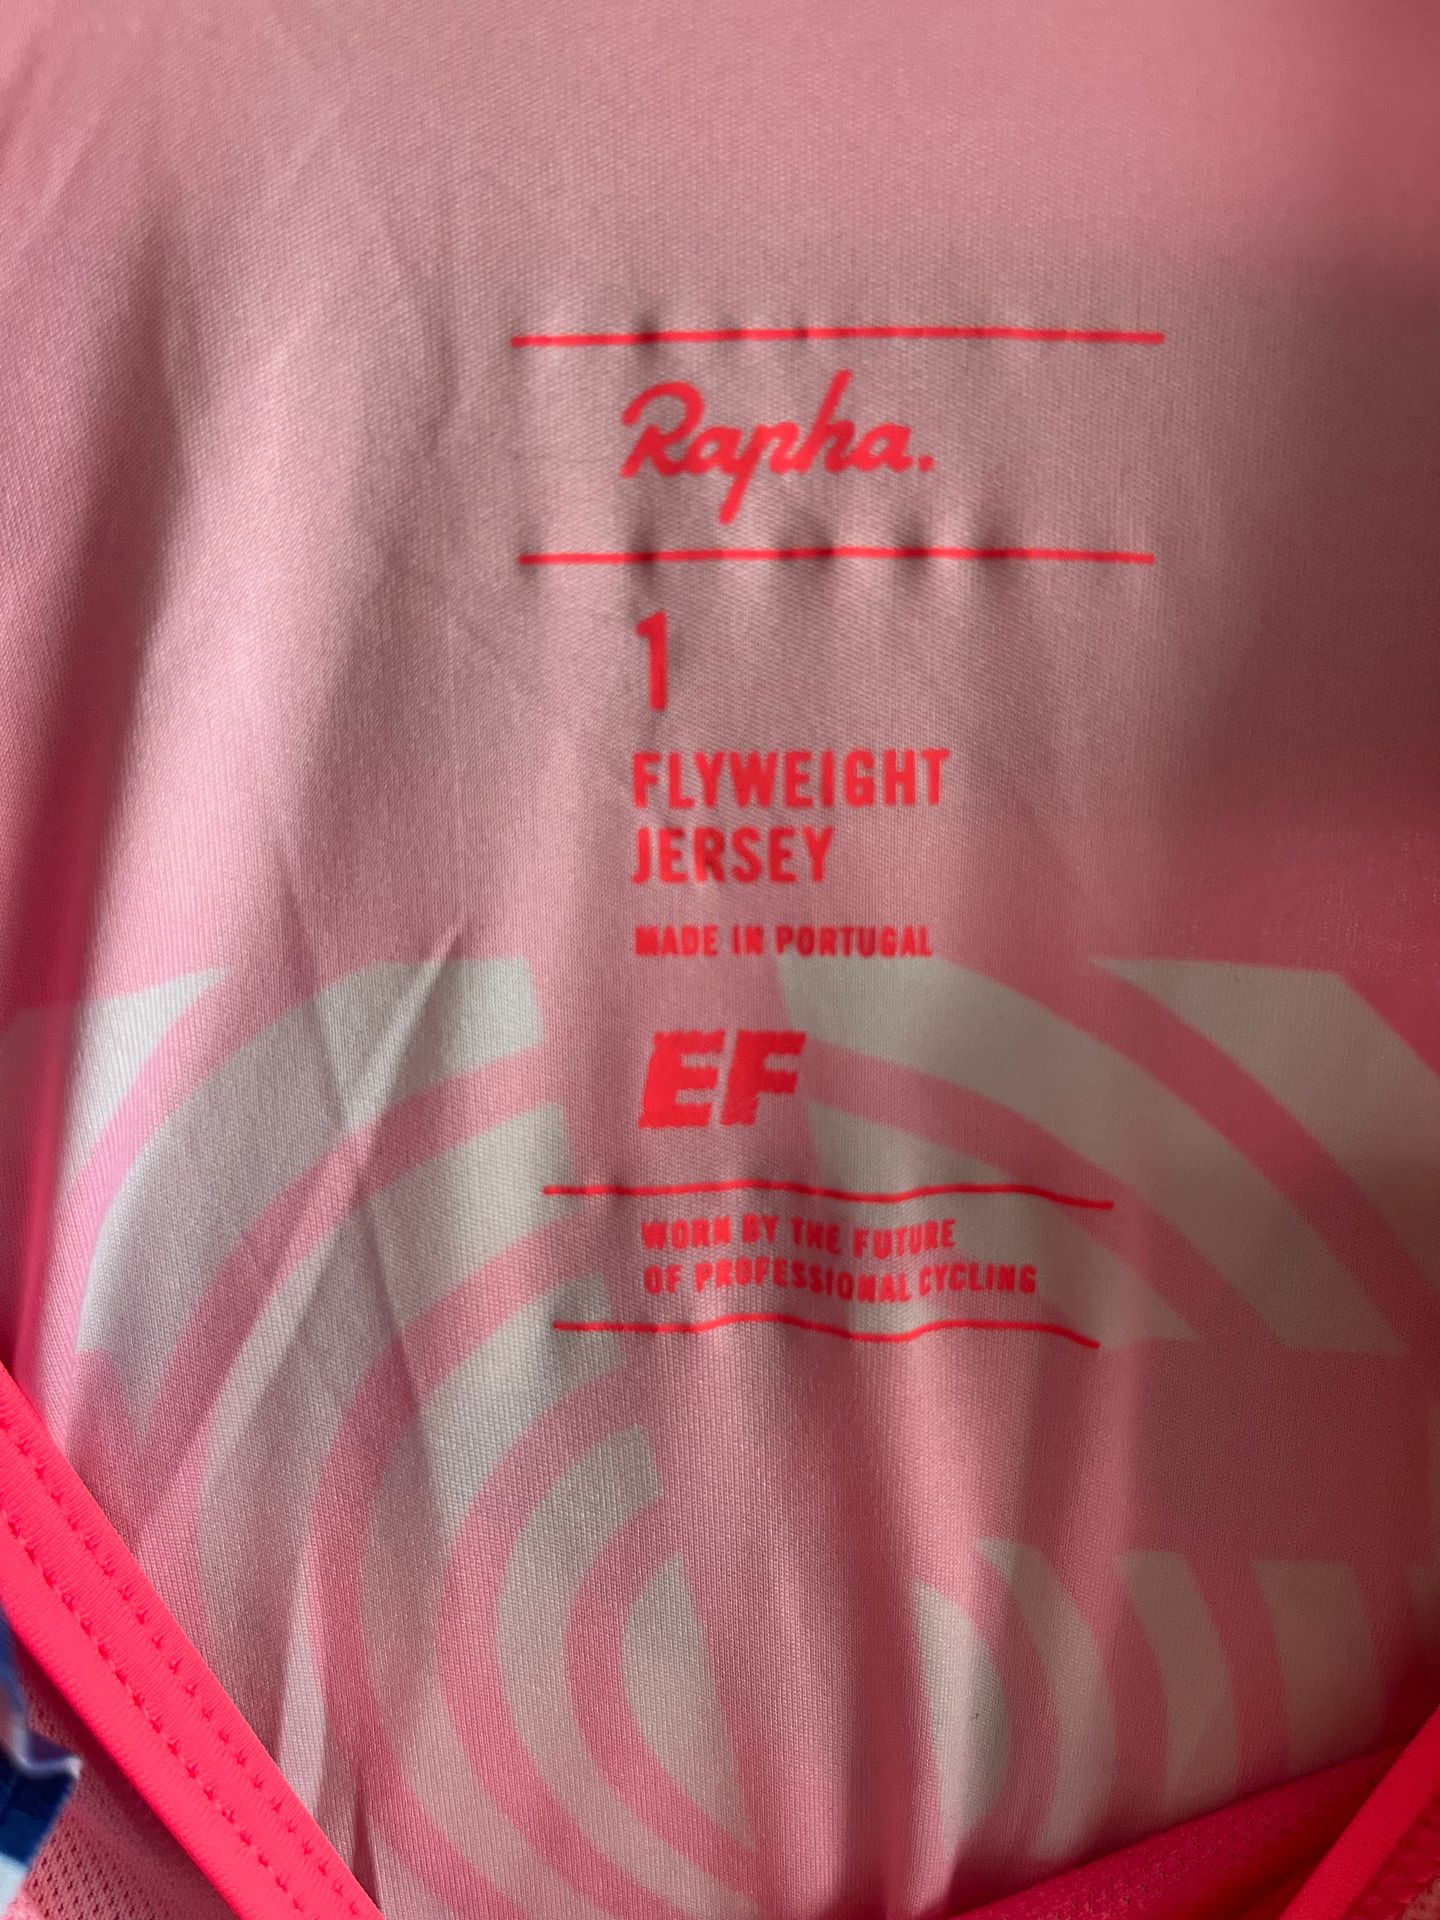 Rapha.
1
FLYWEIGHT
JERSEY
MADE IN PORTUGAL
EF
WORN BY THE FUTURE
OF PROFESSIONAL CYCLING